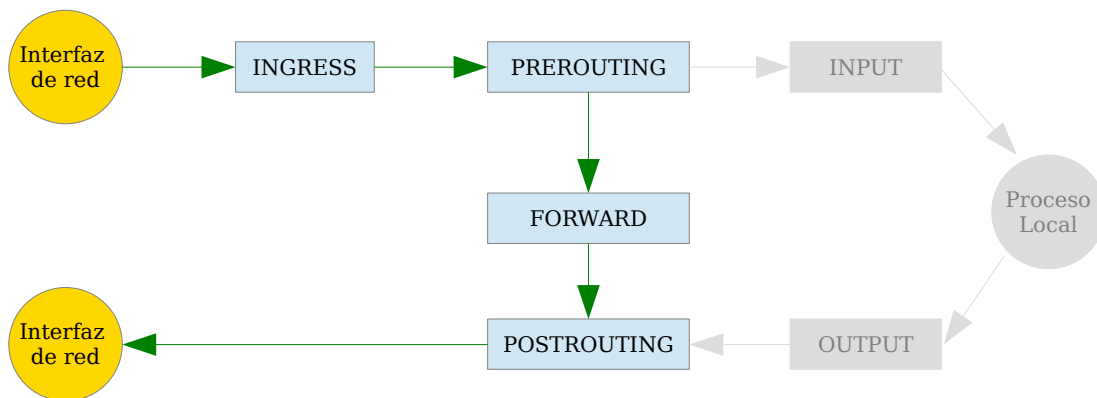 Interfaz
de red
INGRESS
PREROUTING
INPUT
FORWARD
Proceso
Local
Interfaz
de red
POSTROUTING
OUTPUT